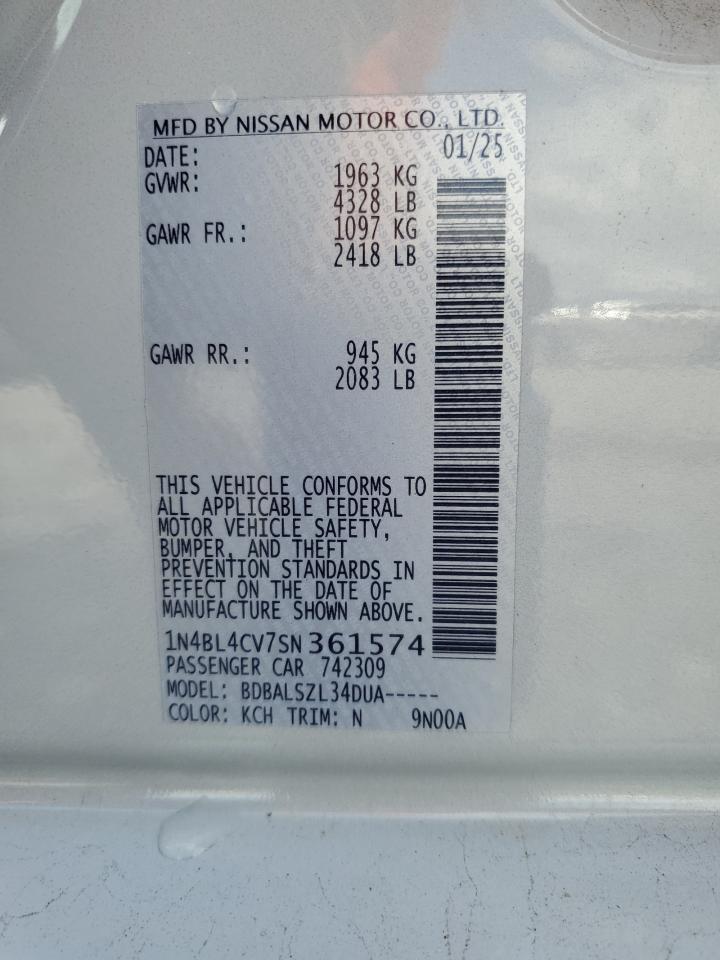 MFD BY NISSAN MOTOR CO., LTD.
DATE: 01/25
GVWR: 1963 KG
4328 LB
GAWR FR.: 1097 KG
2418 LB
GAWR RR.: 945 KG
2083 LB
THIS VEHICLE CONFORMS TO
ALL APPLICABLE FEDERAL
MOTOR VEHICLE SAFETY,
BUMPER, AND THEFT
PREVENTION STANDARDS IN
EFFECT ON THE DATE OF
MANUFACTURE SHOWN ABOVE.
1N4BL4CV7SN361574
PASSENGER CAR 742309
MODEL: BDBALSZL34DUA-----
COLOR: KCH TRIM: N 9N00A